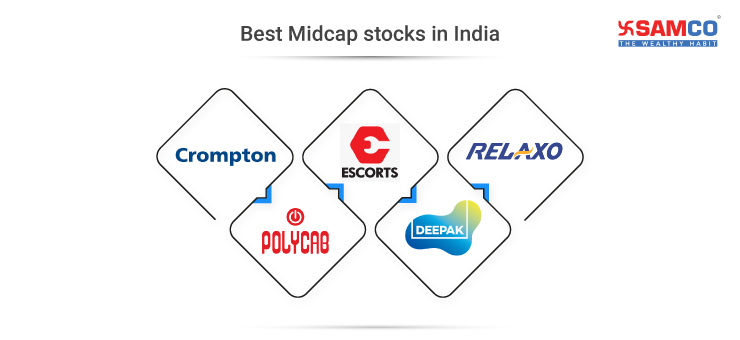 Best Midcap stocks in India
SAMCO
THE WEALTHY HABIT
Crompton
ESCORTS
RELAXO
POLYCAB
DEEPAK